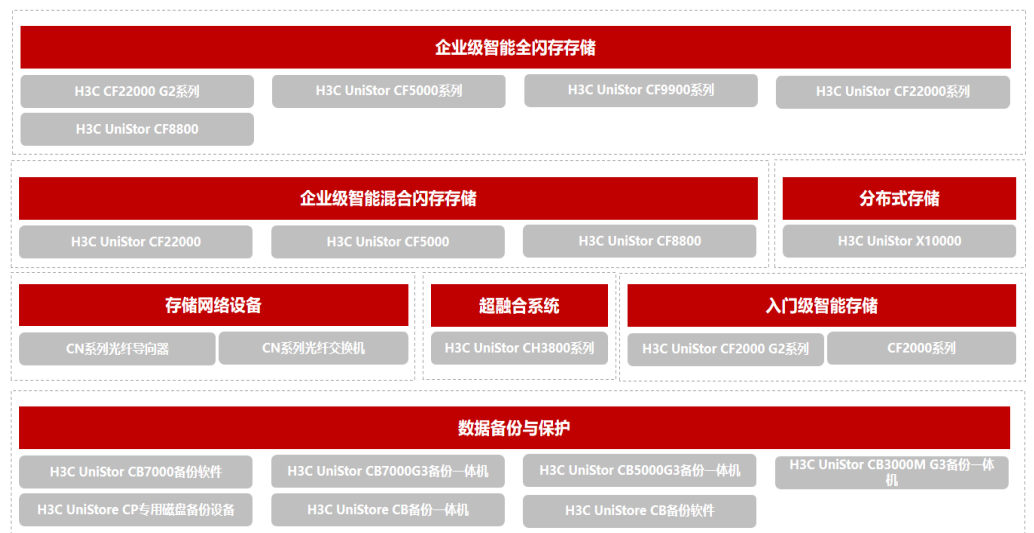 企业级智能全闪存存储
H3C CF22000 G2系列
H3C UniStor CF5000系列
H3C UniStor CF9900系列
H3C UniStor CF22000系列
H3C UniStor CF8800
企业级智能混合闪存存储
H3C UniStor CF22000
H3C UniStor CF5000
H3C UniStor CF8800
分布式存储
H3C UniStor X10000
存储网络设备
CN系列光纤导向器
CN系列光纤交换机
超融合系统
H3C UniStor CH3800系列
入门级智能存储
H3C UniStor CF2000 G2系列
CF2000系列
数据备份与保护
H3C UniStor CB7000备份软件
H3C UniStor CB7000G3备份一体机
H3C UniStor CB5000G3备份一体机
H3C UniStor CB3000M G3备份一体
机
H3C UniStore CP专用磁盘备份设备
H3C UniStore CB备份一体机
H3C UniStore CB备份软件